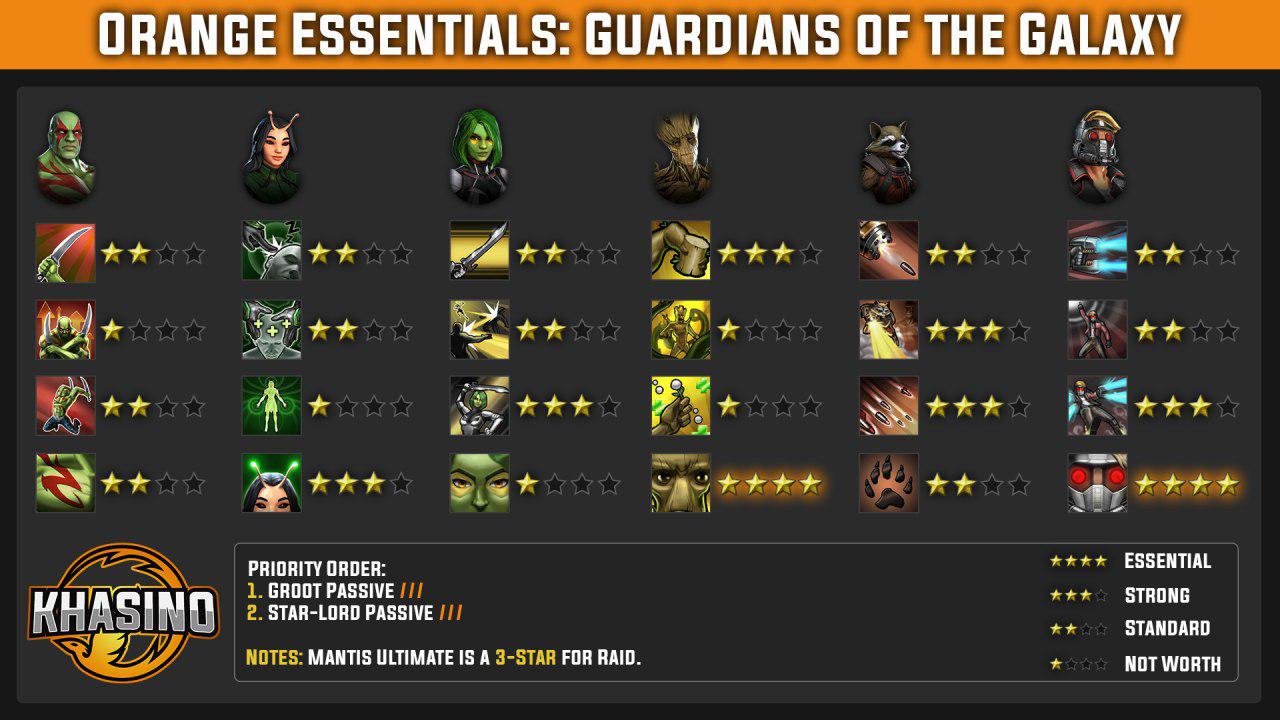 ORANGE ESSENTIALS: GUARDIANS OF THE GALAXY
KHASINO
PRIORITY ORDER:
1. GROOT PASSIVE ///
2. STAR-LORD PASSIVE ///
NOTES: MANTIS ULTIMATE IS A 3-STAR FOR RAID.
ESSENTIAL
STRONG
STANDARD
NOT WORTH